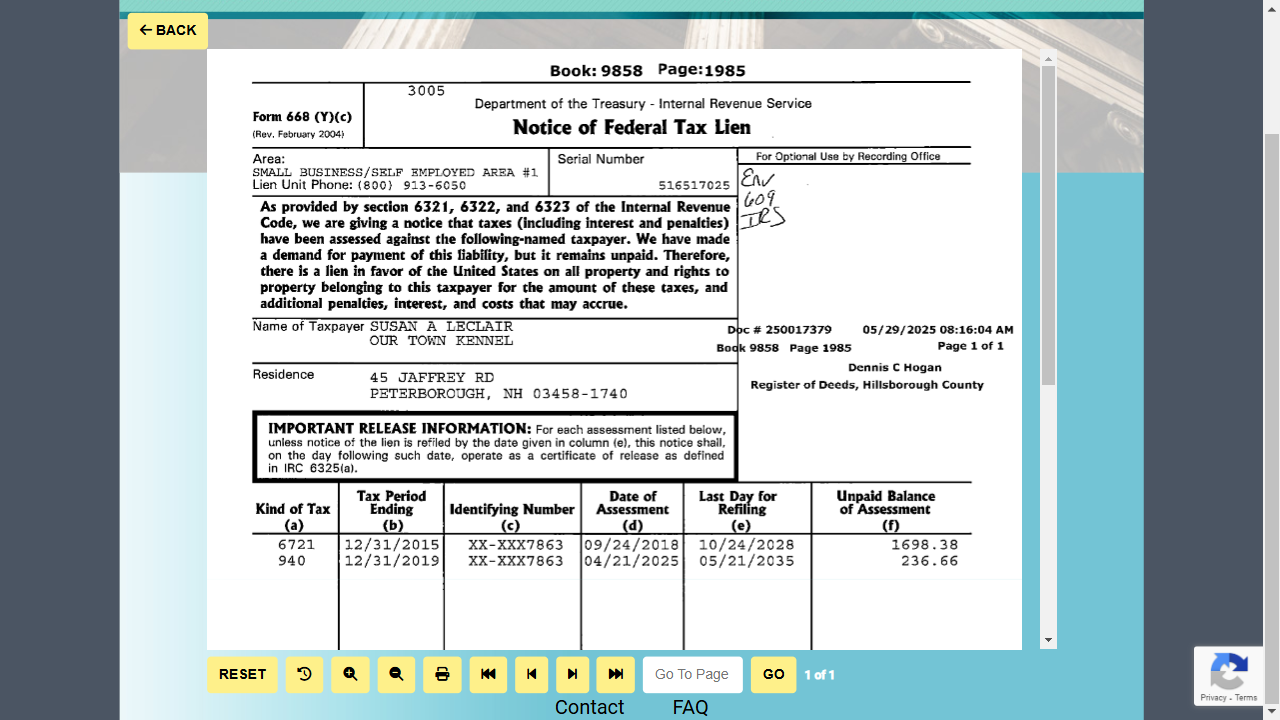 BACK
Book: 9858 Page:1985
3005
Department of the Treasury - Internal Revenue Service
Form 668 (Y)(c)
(Rev. February 2004)
Notice of Federal Tax Lien
Area:
SMALL BUSINESS/SELF EMPLOYED AREA #1
Lien Unit Phone: (800) 913-6050
Serial Number
516517025
For Optional Use by Recording Office
Env
609
IRS
As provided by section 6321, 6322, and 6323 of the Internal Revenue
Code, we are giving a notice that taxes (including interest and penalties)
have been assessed against the following-named taxpayer. We have made
a demand for payment of this liability, but it remains unpaid. Therefore,
there is a lien in favor of the United States on all property and rights to
property belonging to this taxpayer for the amount of these taxes, and
additional penalties, interest, and costs that may accrue.
Name of Taxpayer SUSAN A LECLAIR
OUR TOWN KENNEL
Doc # 250017379 05/29/2025 08:16:04 AM
Book 9858 Page 1985 Page 1 of 1
Dennis C Hogan
Register of Deeds, Hillsborough County
Residence 45 JAFFREY RD
PETERBOROUGH, NH 03458-1740
IMPORTANT RELEASE INFORMATION: For each assessment listed below,
unless notice of the lien is refiled by the date given in column (e), this notice shall,
on the day following such date, operate as a certificate of release as defined
in IRC 6325(a).
Kind of Tax (a) Tax Period Ending (b) Identifying Number (c) Date of Assessment (d) Last Day for Refiling (e) Unpaid Balance of Assessment (f)
6721 12/31/2015 XX-XXX7863 09/24/2018 10/24/2028 1698.38
940 12/31/2019 XX-XXX7863 04/21/2025 05/21/2035 236.66
RESET Go To Page GO 1 of 1
Contact FAQ
Privacy - Terms